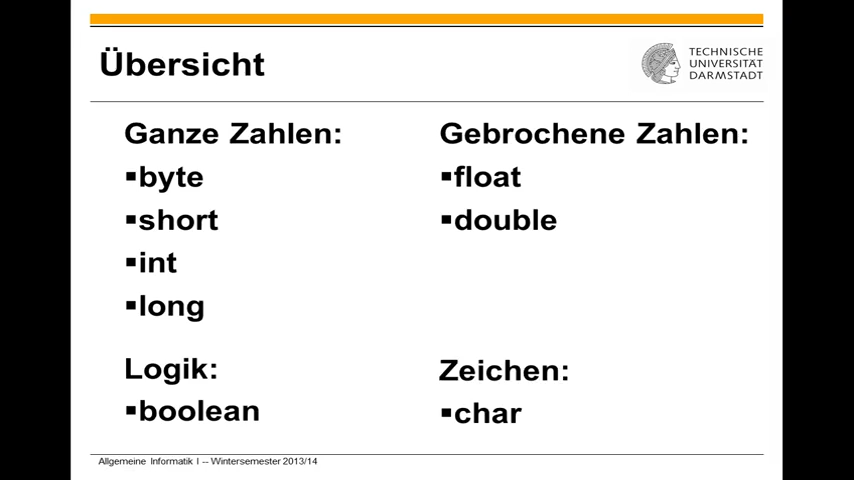 Übersicht
TECHNISCHE
UNIVERSITÄT
DARMSTADT
Ganze Zahlen:
▪byte
▪short
▪int
▪long
Gebrochene Zahlen:
▪float
▪double
Logik:
▪boolean
Zeichen:
▪char
Allgemeine Informatik I -- Wintersemester 2013/14